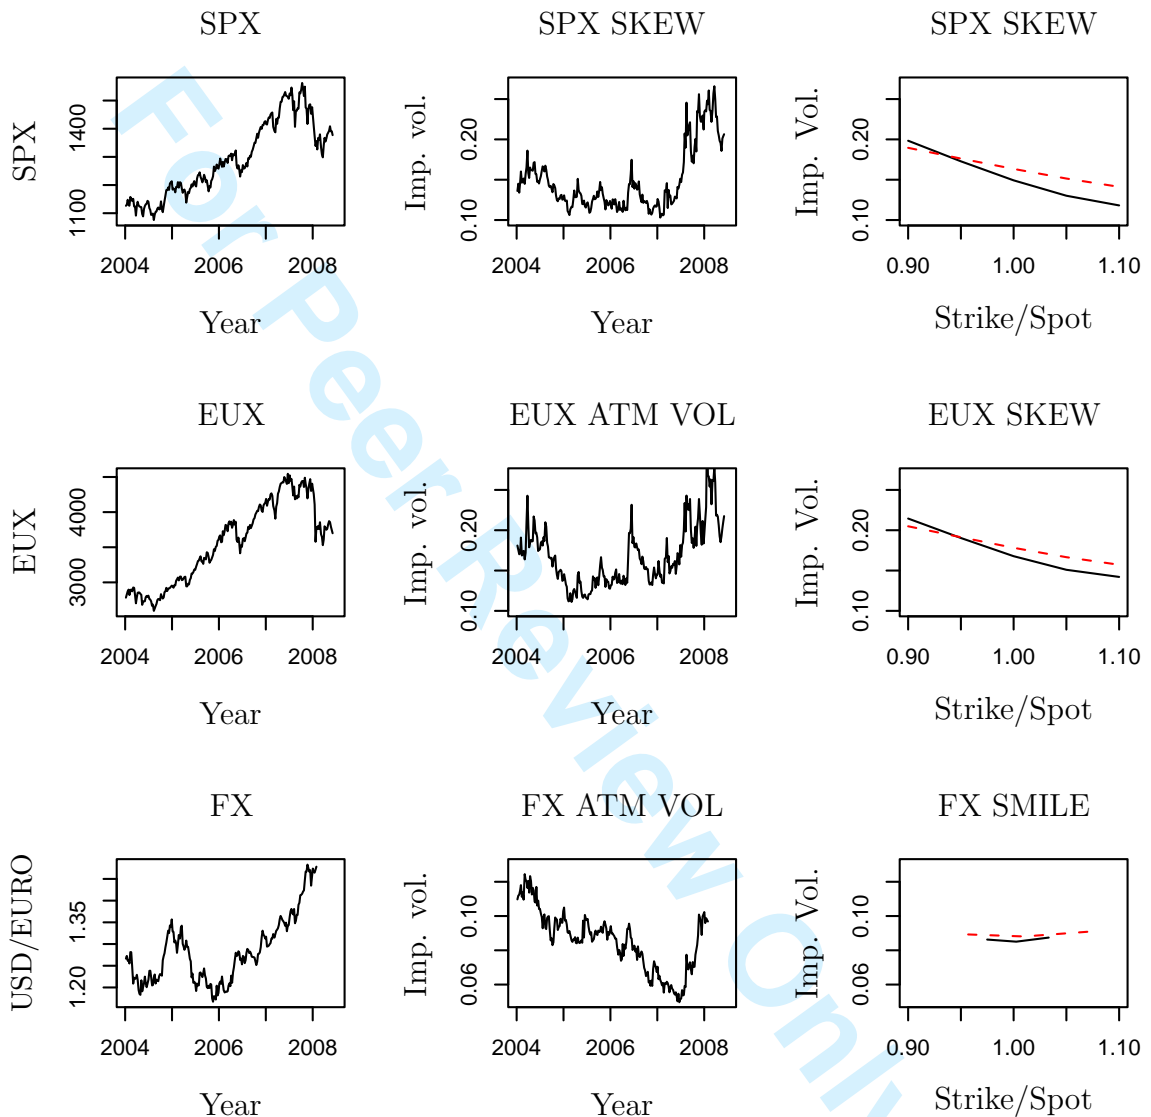 SPX
SPX SKEW
SPX SKEW
SPX
1100
1400
2004
2006
2008
Year
Imp. vol.
0.10
0.20
2004
2006
2008
Year
Imp. Vol.
0.10
0.20
0.90
1.00
1.10
Strike/Spot
EUX
EUX ATM VOL
EUX SKEW
EUX
3000
4000
2004
2006
2008
Year
Imp. vol.
0.10
0.20
2004
2006
2008
Year
Imp. Vol.
0.10
0.20
0.90
1.00
1.10
Strike/Spot
FX
FX ATM VOL
FX SMILE
USD/EURO
1.20
1.35
2004
2006
2008
Year
Imp. vol.
0.06
0.10
2004
2006
2008
Year
Imp. Vol.
0.06
0.10
0.90
1.00
1.10
Strike/Spot
For Peer Review Only